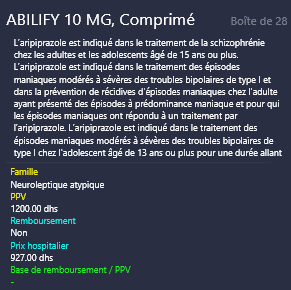 ABILIFY 10 MG, Comprimé Boîte de 28
L'aripiprazole est indiqué dans le traitement de la schizophrénie
chez les adultes et les adolescents âgé de 15 ans ou plus.
L'aripiprazole est indiqué dans le traitement des épisodes
maniaques modérés à sévères des troubles bipolaires de type I et
dans la prévention de récidives d'épisodes maniaques chez l'adulte
ayant présenté des épisodes à prédominance maniaque et pour qui
les épisodes maniaques ont répondu à un traitement par
l'aripiprazole. L'aripiprazole est indiqué dans le traitement des
épisodes maniaques modérés à sévères des troubles bipolaires de
type I chez l'adolescent âgé de 13 ans ou plus pour une durée allant
Famille
Neuroleptique atypique
PPV
1200.00 dhs
Remboursement
Non
Prix hospitalier
927.00 dhs
Base de remboursement / PPV
-